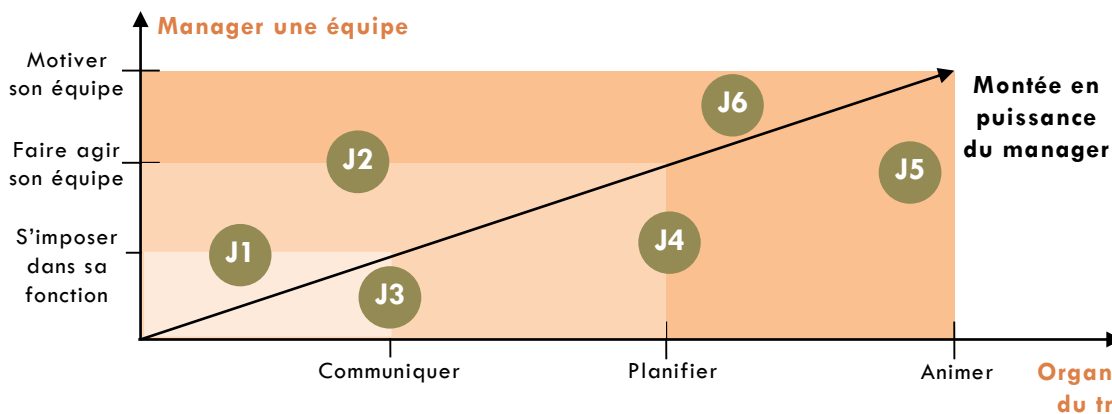 Manager une équipe
Motiver
son équipe
J6
Montée en
puissance
du manager
Faire agir
son équipe
J2
J5
S'imposer
dans sa
fonction
J1
J4
J3
Communiquer
Planifier
Animer
Organ
du tr